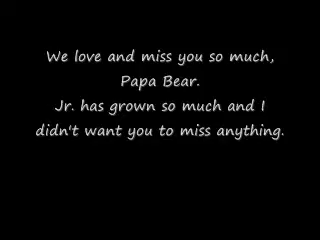 We love and miss you so much,
Papa Bear.
Jr. has grown so much and I
didn't want you to miss anything.